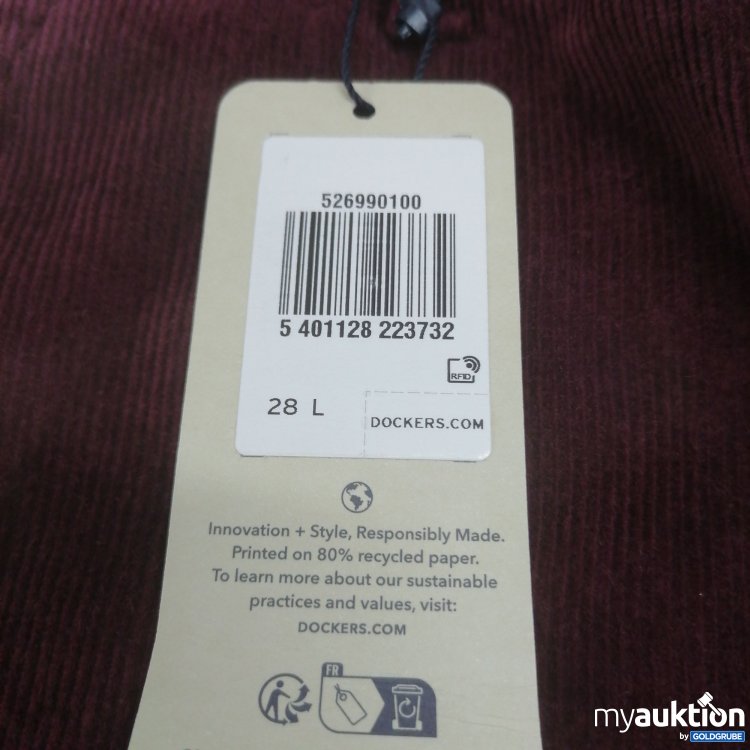 526990100
5 401128 223732
RFID
28 L
DOCKERS.COM
Innovation + Style, Responsibly Made.
Printed on 80% recycled paper.
To learn more about our sustainable
practices and values, visit:
DOCKERS.COM
FR
myauktion
by GOLDGRUBE